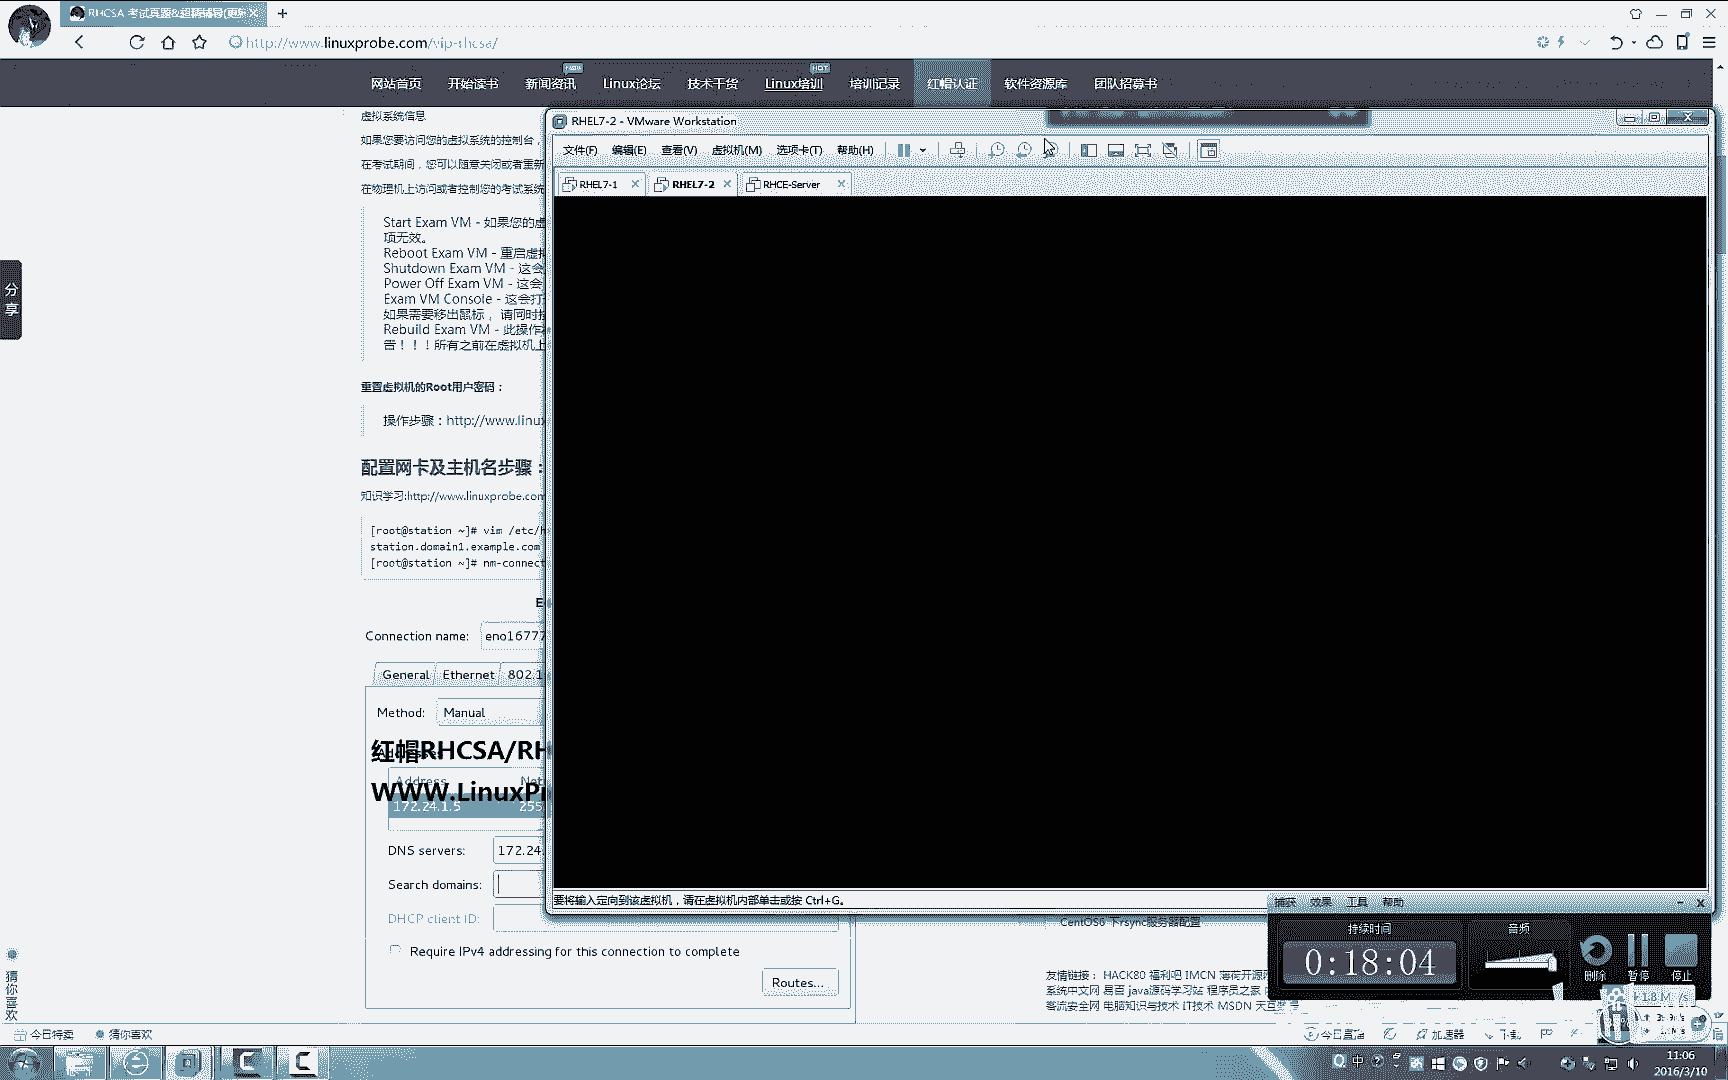 RHCSA 考试真题&超精辅导(更新
http://www.linuxprobe.com/vip-rhcsa/
网站首页 开始读书 新闻资讯 Linux论坛 技术干货 Linux培训 HOT 培训记录 红帽认证 软件资源库 团队招募书
虚拟系统信息
如果您要访问您的虚拟系统的控制台，
在考试期间，您可以随意关闭或者重新
在物理机上访问或者控制您的考试系统
Start Exam VM - 如果您的虚
项无效。
Reboot Exam VM - 重启虚拟
Shutdown Exam VM - 这会
Power Off Exam VM - 这会
Exam VM Console - 这会打
如果需要移出鼠标，请同时按
Rebuild Exam VM - 此操作
告！！！所有之前在虚拟机上
重置虚拟机的Root用户密码：
操作步骤：http://www.linux
配置网卡及主机名步骤：
知识学习:http://www.linuxprobe.com
[root@station ~]# vim /etc/h
station.domain1.example.com
[root@station ~]# nm-connect
Connection name: eno16777
General Ethernet 802.1
Method: Manual
红帽RHCSA/RH
Address Net
WWW.LinuxPr
172.24.1.5 255
DNS servers: 172.24.
Search domains:
DHCP client ID:
Require IPv4 addressing for this connection to complete
Routes...
分享
猜你喜欢
RHEL7-2 - VMware Workstation
文件(F) 编辑(E) 查看(V) 虚拟机(M) 选项卡(T) 帮助(H)
RHEL7-1 RHEL7-2 RHCE-Server
要将输入定向到该虚拟机，请在虚拟机内部单击或按 Ctrl+G。
CentOS6 下rsync服务器配置
友情链接： HACK80 福利吧 IMCN 薄荷开源网
系统中文网 易百 java源码学习站 程序员之家
客流安全网 电脑知识与技术 IT技术 MSDN
捕获 效果 工具 帮助
持续时间 音频
0:18:04
删除 暂停 停止
今日特卖 猜你喜欢
今日直播 加速器 下载
中
11:06
2016/3/10